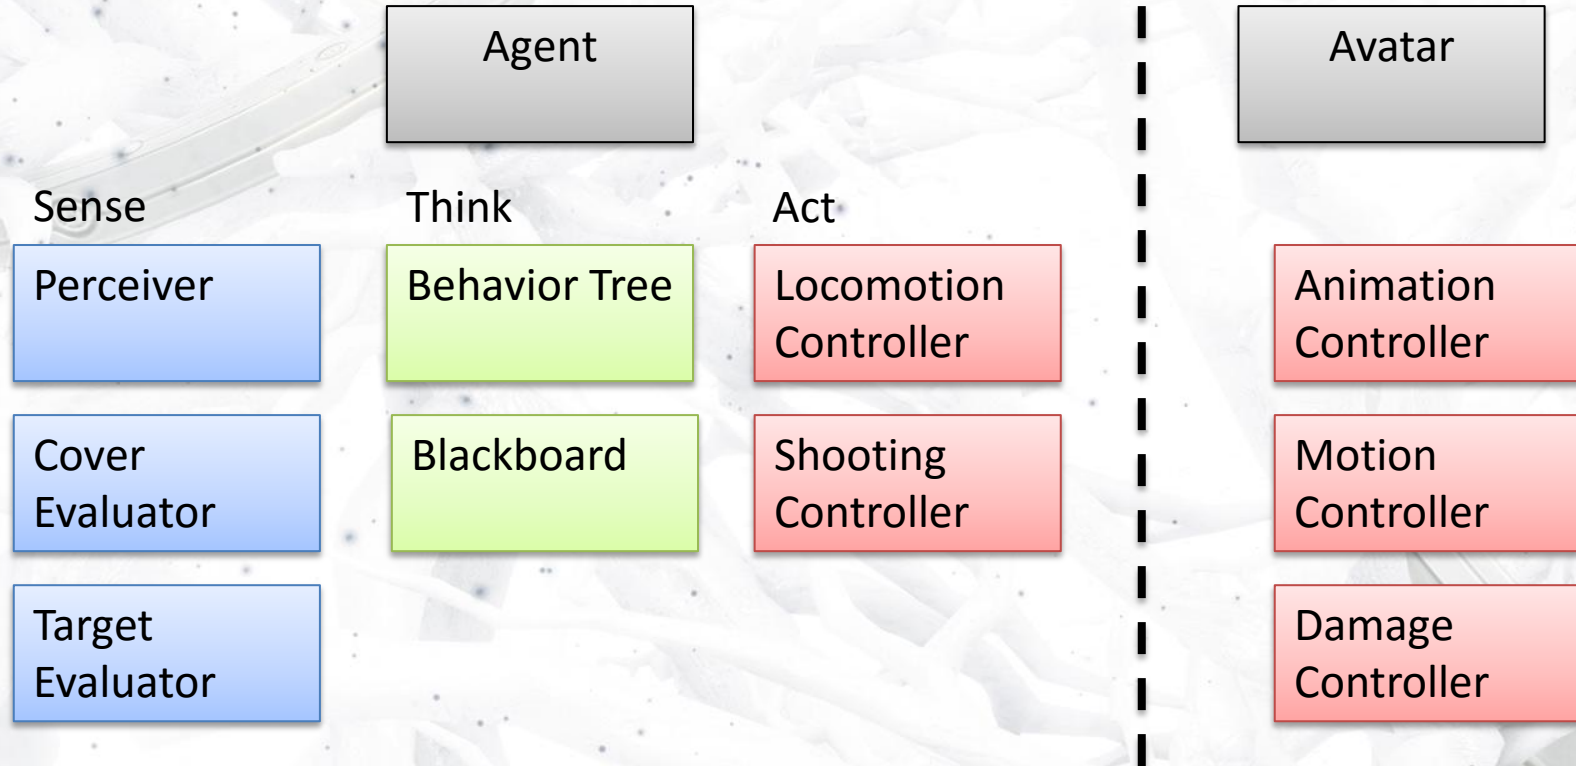 Agent
Avatar
Sense
Think
Act
Perceiver
Behavior Tree
Locomotion
Controller
Animation
Controller
Cover
Evaluator
Blackboard
Shooting
Controller
Motion
Controller
Target
Evaluator
Damage
Controller